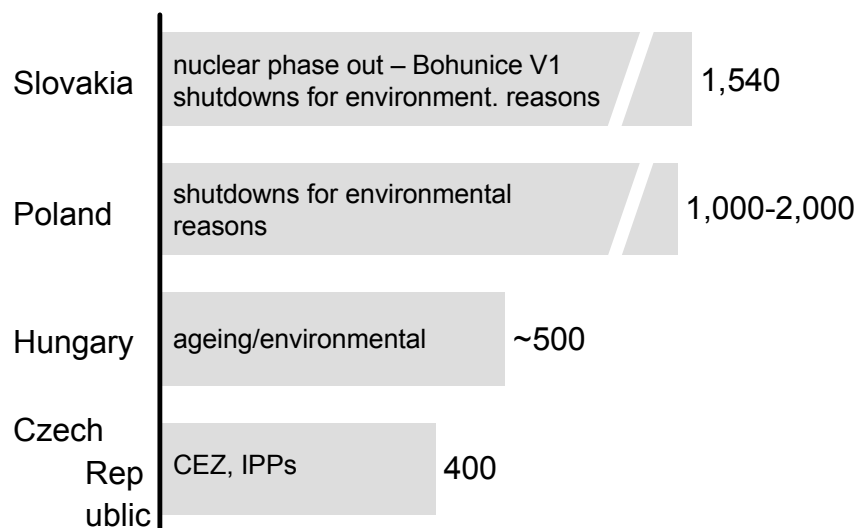 Slovakia
nuclear phase out – Bohunice V1
shutdowns for environment. reasons
1,540
Poland
shutdowns for environmental
reasons
1,000-2,000
Hungary
ageing/environmental
~500
Czech
Rep
ublic
CEZ, IPPs
400